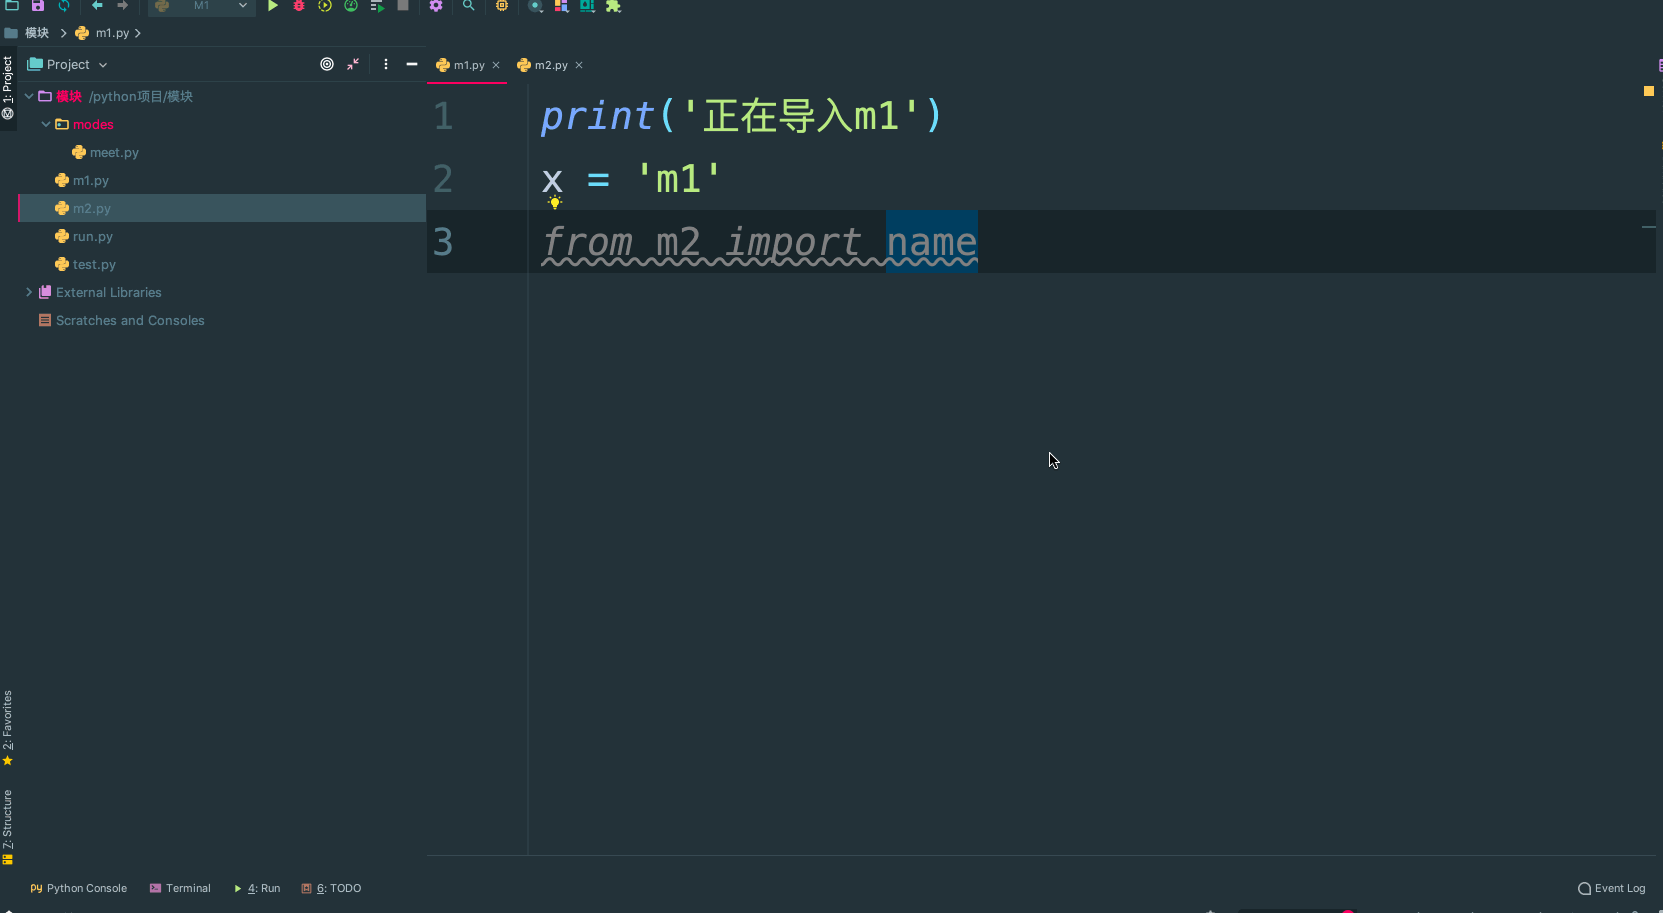 M1
模块 m1.py
Project
m1.py m2.py
1: Project
模块 /python项目/模块
modes
meet.py
m1.py
m2.py
run.py
test.py
External Libraries
Scratches and Consoles
1 print('正在导入m1')
2 x = 'm1'
3 from m2 import name
2: Favorites
7: Structure
Python Console Terminal 4: Run 6: TODO
Event Log